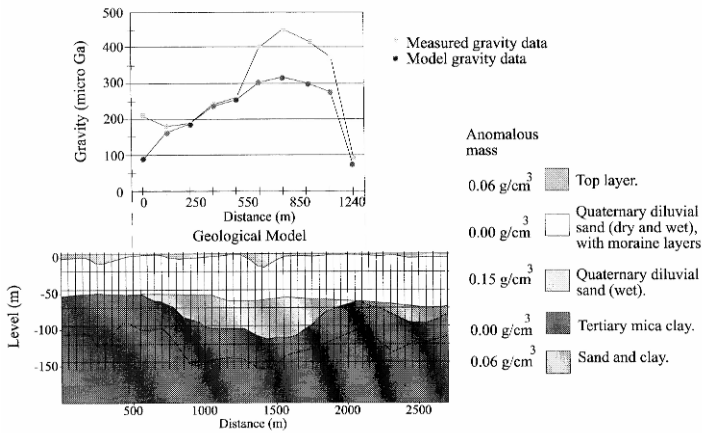 500
400
300
200
100
0
Gravity (micro Ga)
0 250 550 850 1240
Distance (m)
Measured gravity data
Model gravity data
Geological Model
0
-50
-100
-150
Level (m)
500 1000 1500 2000 2500
Distance (m)
Anomalous
mass
0.06 g/cm3 Top layer.
0.00 g/cm3 Quaternary diluvial
sand (dry and wet),
with moraine layers
0.15 g/cm3 Quaternary diluvial
sand (wet).
0.00 g/cm3 Tertiary mica clay.
0.06 g/cm3 Sand and clay.